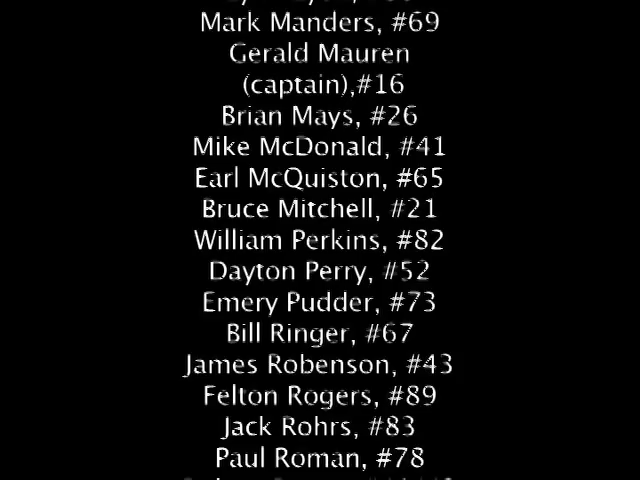 Mark Manders, #69
Gerald Mauren
(captain),#16
Brian Mays, #26
Mike McDonald, #41
Earl McQuiston, #65
Bruce Mitchell, #21
William Perkins, #82
Dayton Perry, #52
Emery Pudder, #73
Bill Ringer, #67
James Robenson, #43
Felton Rogers, #89
Jack Rohrs, #83
Paul Roman, #78